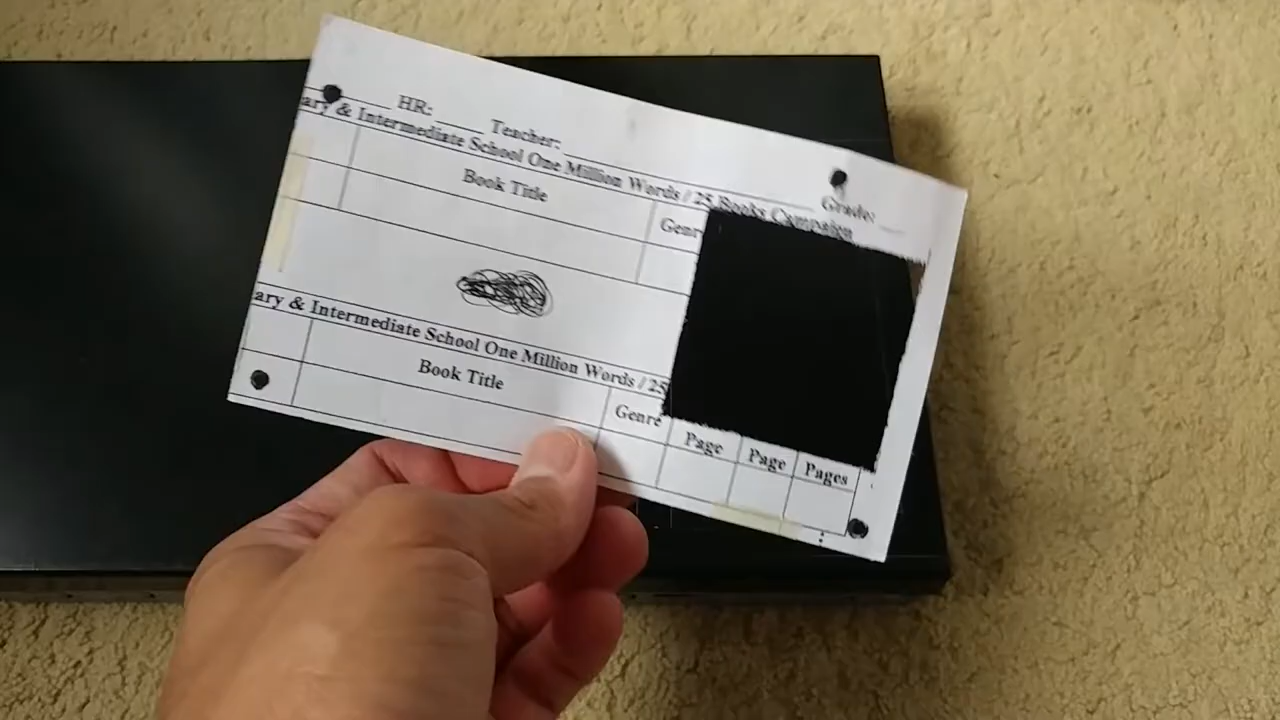 HR: Teacher: Grade:
ary & Intermediate School One Million Words / 25 Books Campaign
Book Title Genr
ary & Intermediate School One Million Words / 25
Book Title Genre Page Page Pages